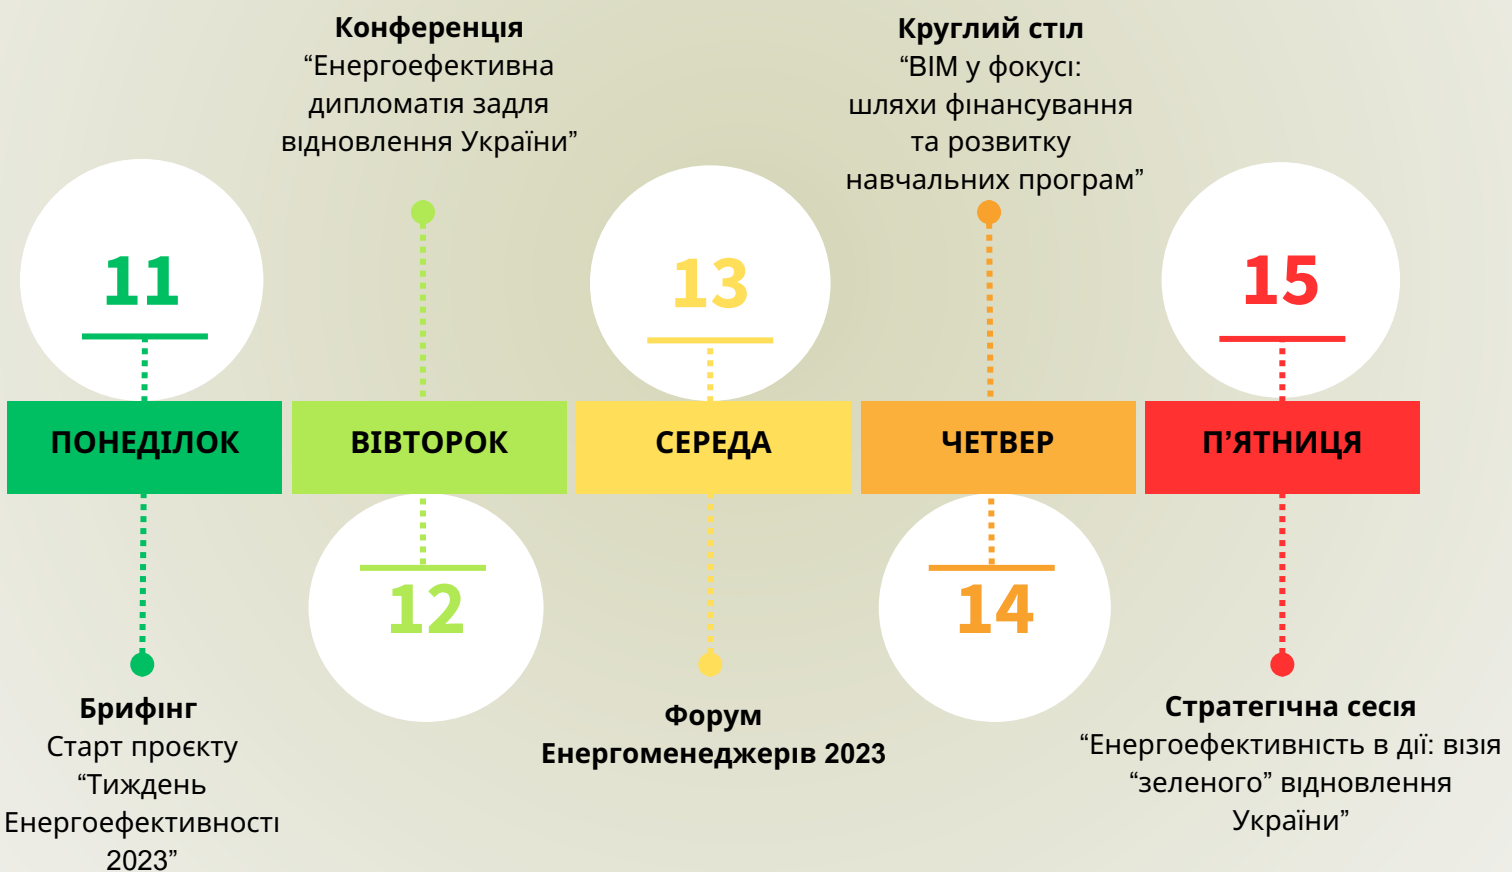 Конференція
“Енергоефективна
дипломатія задля
відновлення України”
Круглий стіл
“BIM у фокусі:
шляхи фінансування
та розвитку
навчальних програм”
11
13
15
ПОНЕДІЛОК
ВІВТОРОК
СЕРЕДА
ЧЕТВЕР
П’ЯТНИЦЯ
12
14
Брифінг
Старт проєкту
“Тиждень
Енергоефективності
2023”
Форум
Енергоменеджерів 2023
Стратегічна сесія
“Енергоефективність в дії: візія
“зеленого” відновлення
України”